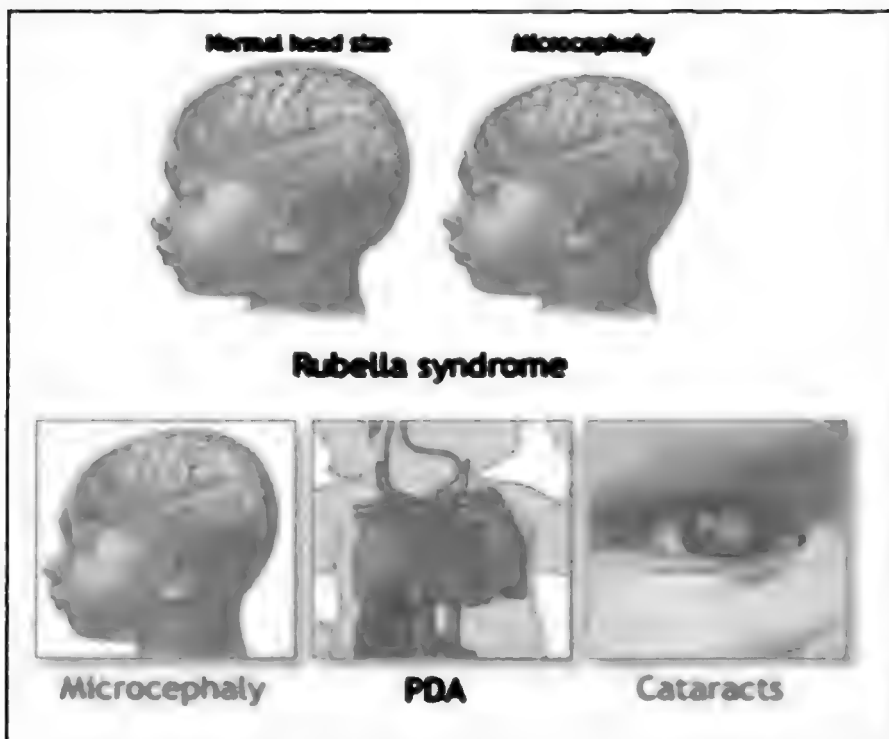 Normal head size
Microcephaly
Rubella syndrome
Microcephaly
PDA
Cataracts